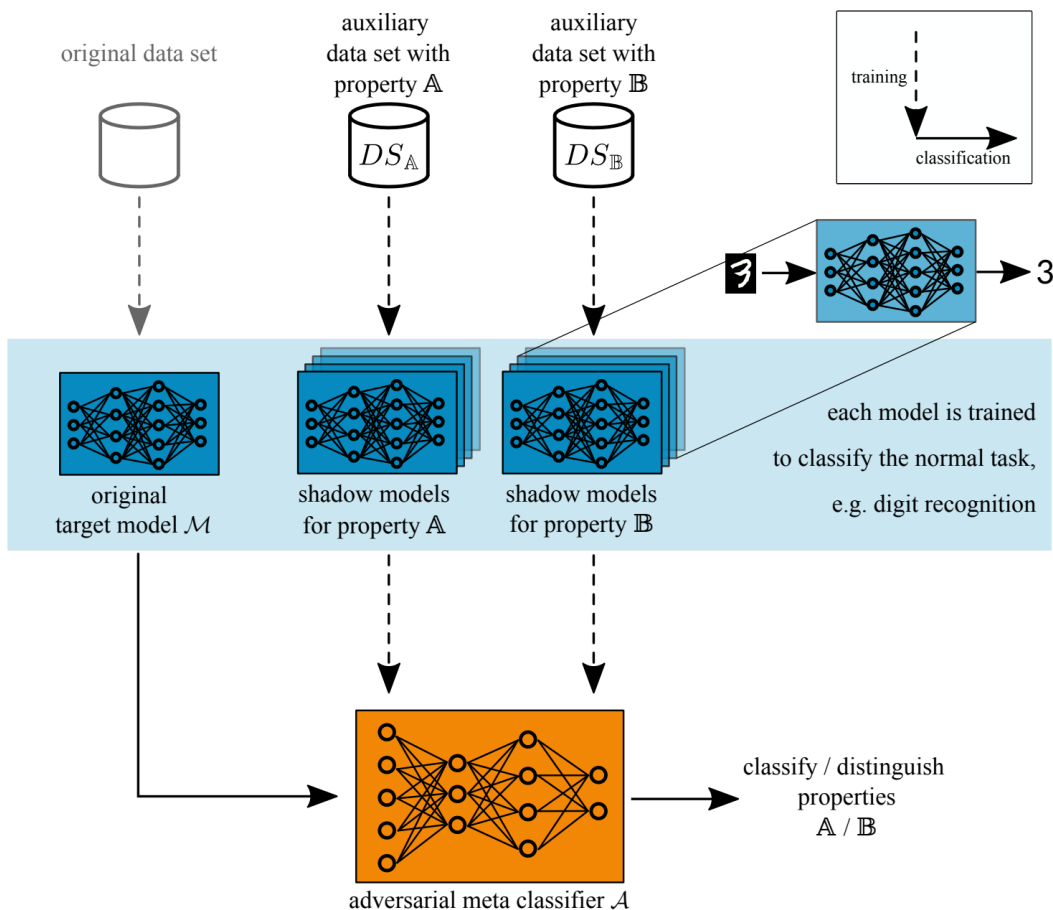 original data set
auxiliary
data set with
property 𝔸
auxiliary
data set with
property 𝔹
DS𝔸
DS𝔹
training
classification
3
3
original
target model ℳ
shadow models
for property 𝔸
shadow models
for property 𝔹
each model is trained
to classify the normal task,
e.g. digit recognition
classify / distinguish
properties
𝔸 / 𝔹
adversarial meta classifier 𝒜